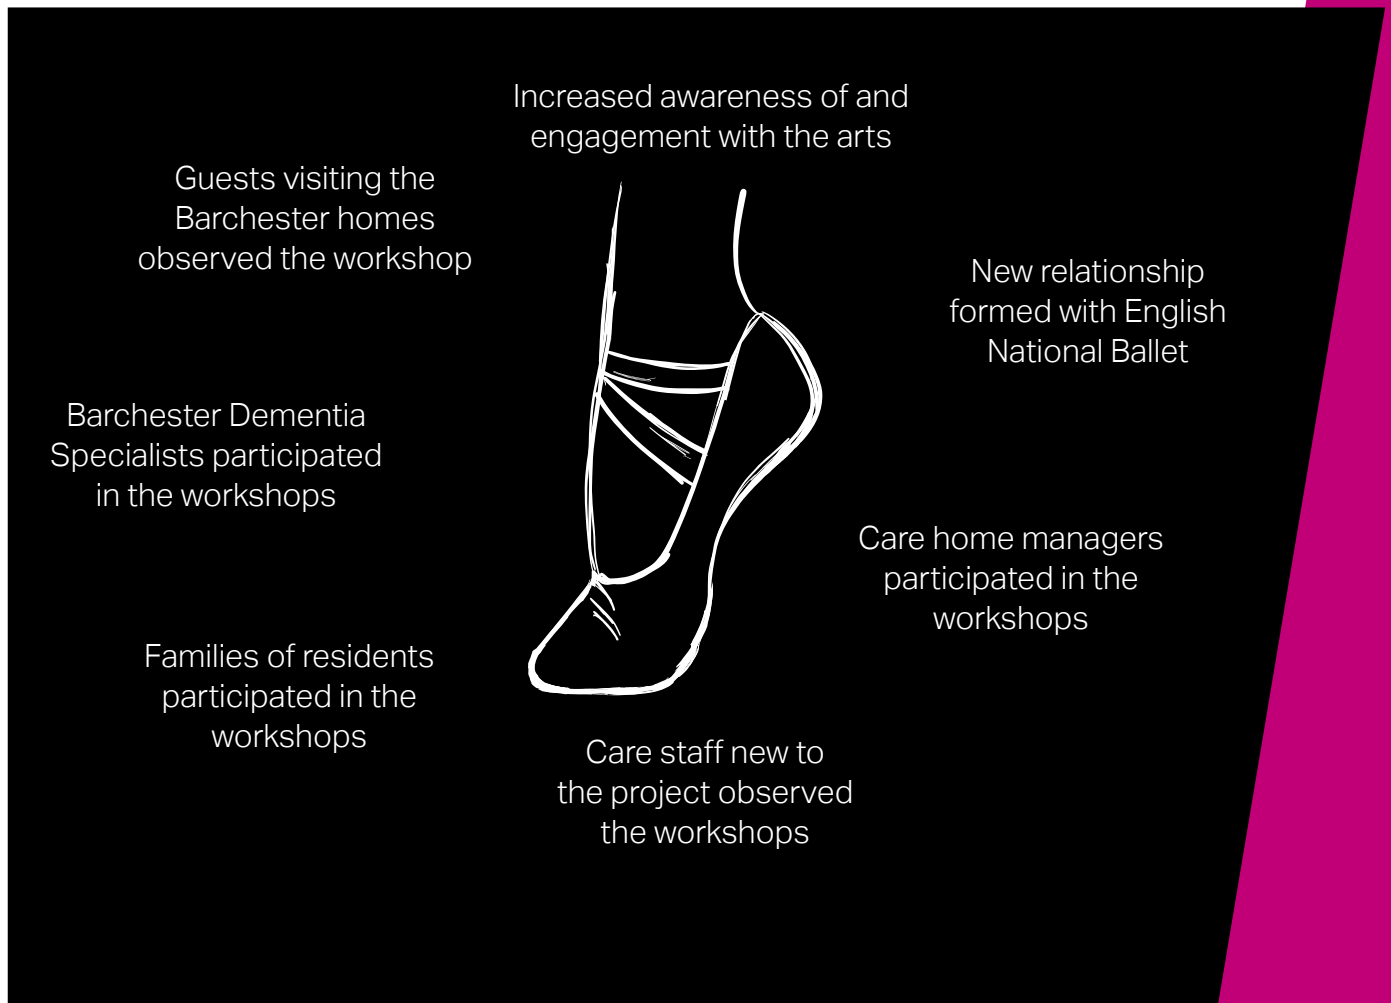 Increased awareness of and
engagement with the arts
Guests visiting the
Barchester homes
observed the workshop
New relationship
formed with English
National Ballet
Barchester Dementia
Specialists participated
in the workshops
Care home managers
participated in the
workshops
Families of residents
participated in the
workshops
Care staff new to
the project observed
the workshops